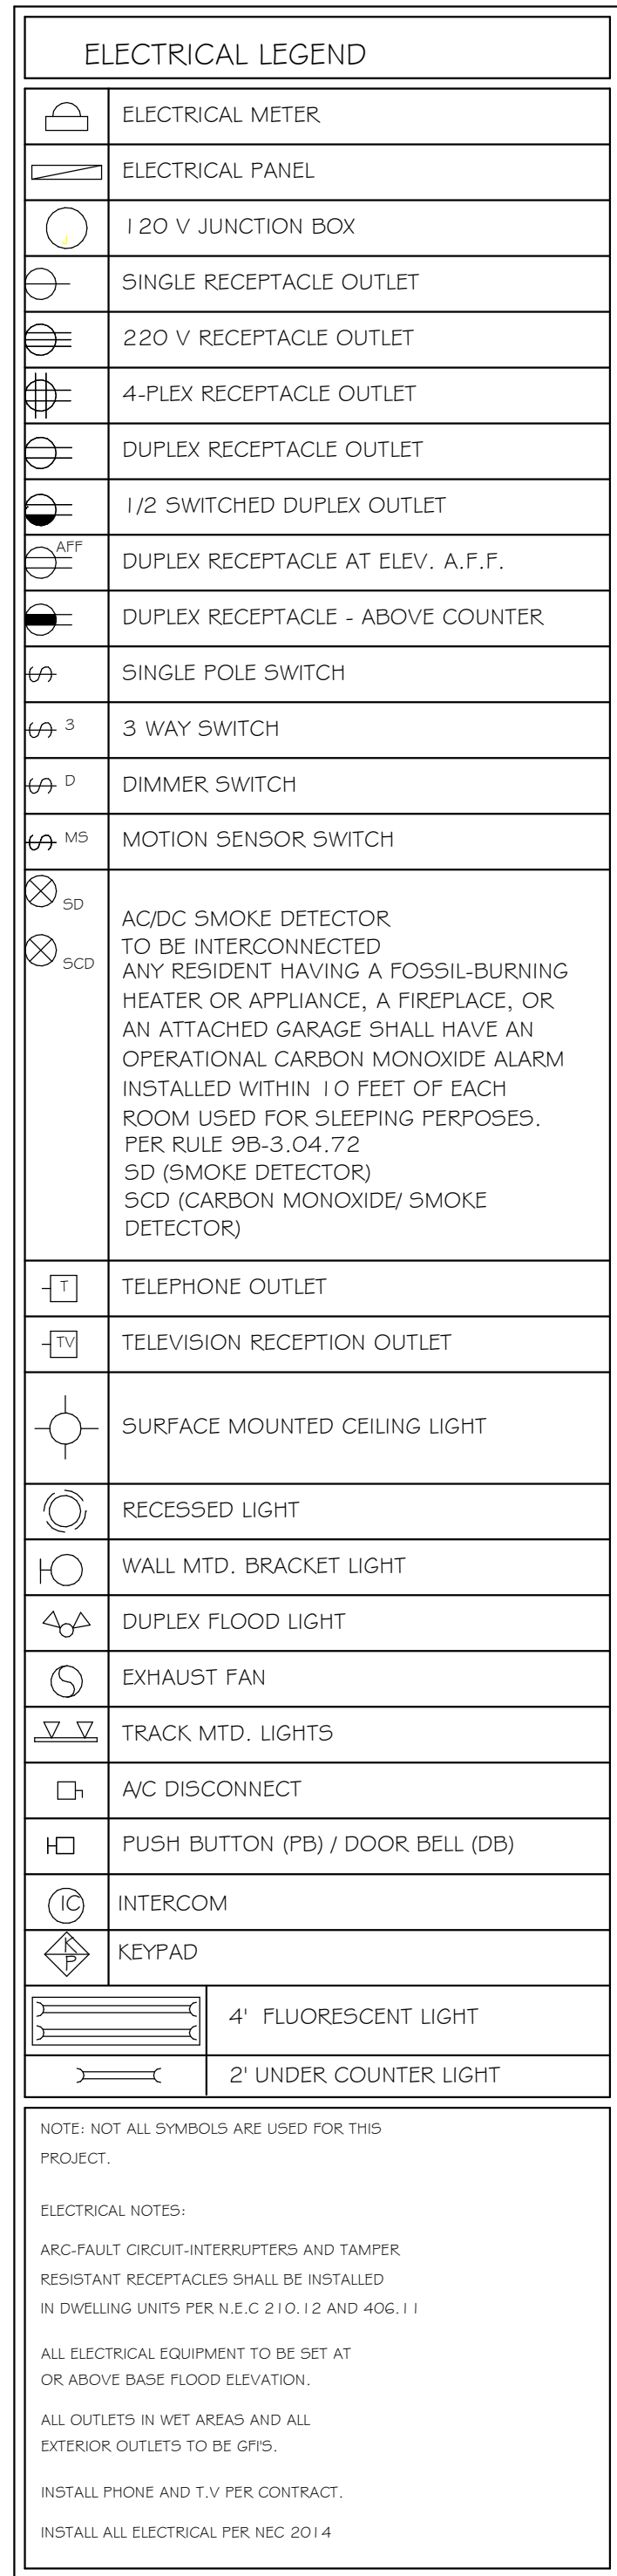 ELECTRICAL LEGEND
ELECTRICAL METER
ELECTRICAL PANEL
J
120 V JUNCTION BOX
SINGLE RECEPTACLE OUTLET
220 V RECEPTACLE OUTLET
4-PLEX RECEPTACLE OUTLET
DUPLEX RECEPTACLE OUTLET
1/2 SWITCHED DUPLEX OUTLET
AFF
DUPLEX RECEPTACLE AT ELEV. A.F.F.
DUPLEX RECEPTACLE - ABOVE COUNTER
SINGLE POLE SWITCH
3
3 WAY SWITCH
D
DIMMER SWITCH
MS
MOTION SENSOR SWITCH
SD
SCD
AC/DC SMOKE DETECTOR
TO BE INTERCONNECTED
ANY RESIDENT HAVING A FOSSIL-BURNING
HEATER OR APPLIANCE, A FIREPLACE, OR
AN ATTACHED GARAGE SHALL HAVE AN
OPERATIONAL CARBON MONOXIDE ALARM
INSTALLED WITHIN 10 FEET OF EACH
ROOM USED FOR SLEEPING PERPOSES.
PER RULE 9B-3.04.72
SD (SMOKE DETECTOR)
SCD (CARBON MONOXIDE/ SMOKE
DETECTOR)
T
TELEPHONE OUTLET
TV
TELEVISION RECEPTION OUTLET
SURFACE MOUNTED CEILING LIGHT
RECESSED LIGHT
WALL MTD. BRACKET LIGHT
DUPLEX FLOOD LIGHT
EXHAUST FAN
TRACK MTD. LIGHTS
A/C DISCONNECT
PUSH BUTTON (PB) / DOOR BELL (DB)
IC
INTERCOM
K
P
KEYPAD
4' FLUORESCENT LIGHT
2' UNDER COUNTER LIGHT
NOTE: NOT ALL SYMBOLS ARE USED FOR THIS
PROJECT.
ELECTRICAL NOTES:
ARC-FAULT CIRCUIT-INTERRUPTERS AND TAMPER
RESISTANT RECEPTACLES SHALL BE INSTALLED
IN DWELLING UNITS PER N.E.C 210.12 AND 406.11
ALL ELECTRICAL EQUIPMENT TO BE SET AT
OR ABOVE BASE FLOOD ELEVATION.
ALL OUTLETS IN WET AREAS AND ALL
EXTERIOR OUTLETS TO BE GFI'S.
INSTALL PHONE AND T.V PER CONTRACT.
INSTALL ALL ELECTRICAL PER NEC 2014